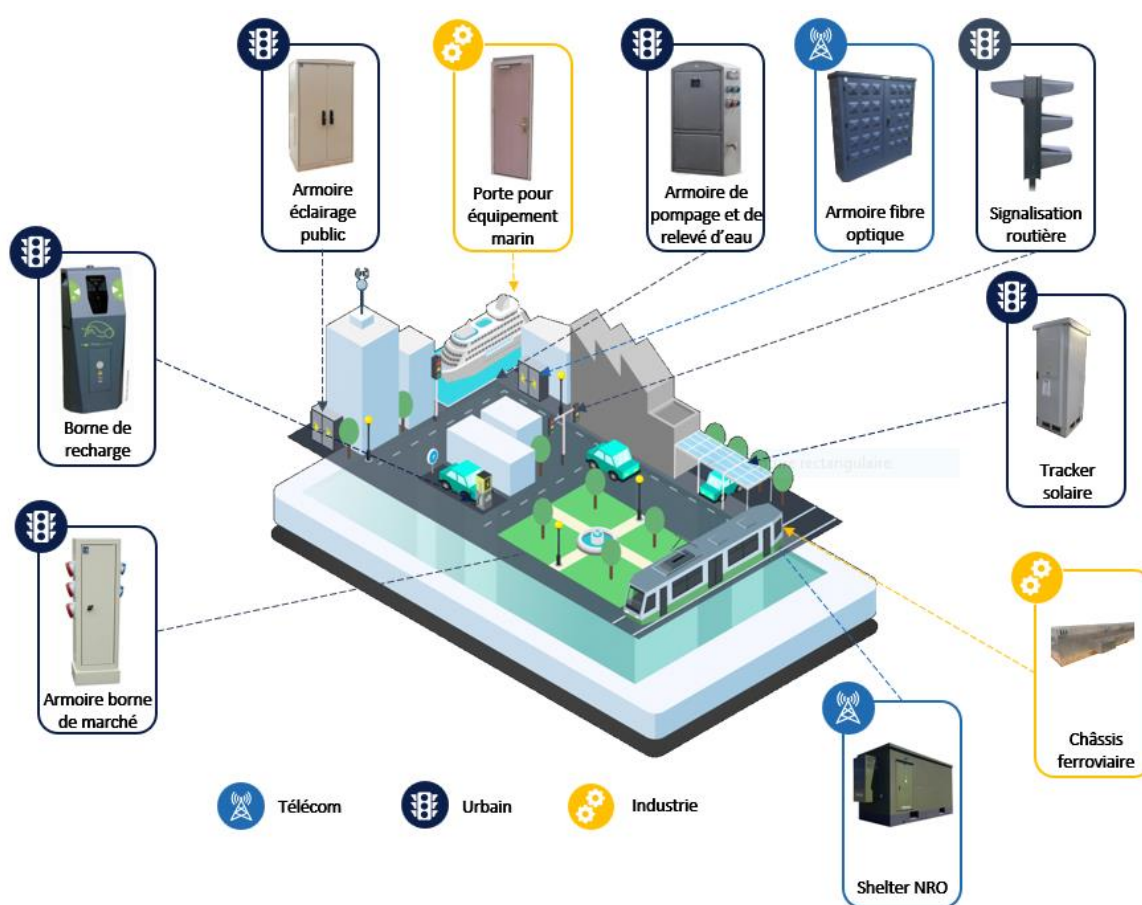 Armoire
éclairage
public
Porte pour
équipement
marin
Armoire de
pompage et de
relevé d'eau
Armoire fibre
optique
Signalisation
routière
Borne de
recharge
Tracker
solaire
rectangulaire
Armoire borne
de marché
Châssis
ferroviaire
Shelter NRO
Télécom
Urbain
Industrie